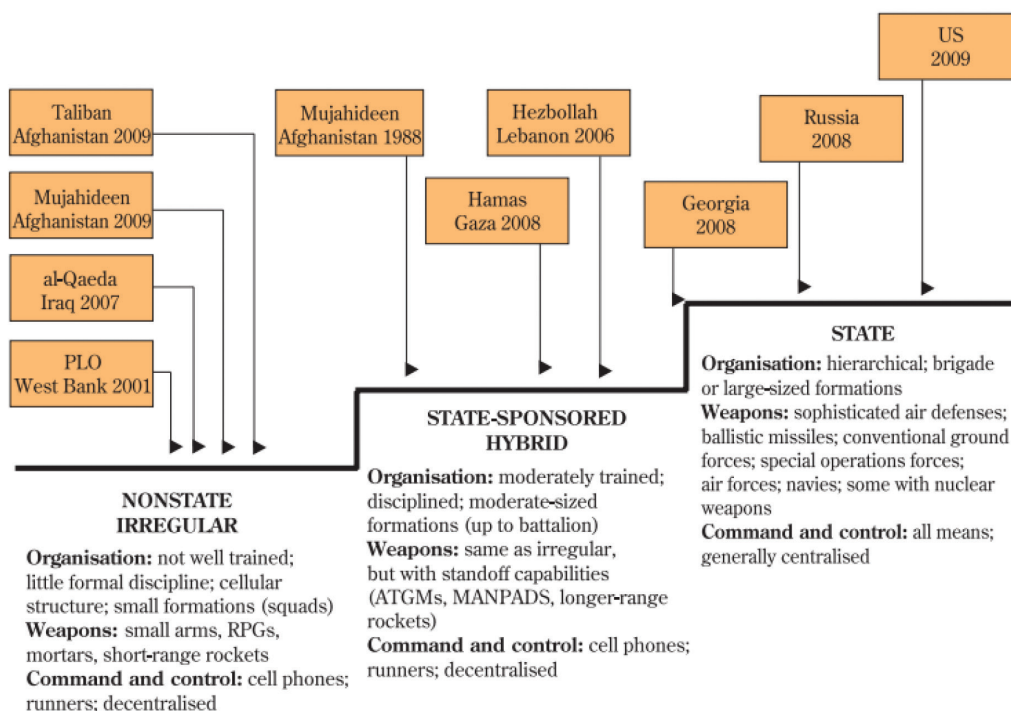 US
2009
Taliban
Afghanistan 2009
Mujahideen
Afghanistan 1988
Hezbollah
Lebanon 2006
Russia
2008
Mujahideen
Afghanistan 2009
Hamas
Gaza 2008
Georgia
2008
al-Qaeda
Iraq 2007
PLO
West Bank 2001
NONSTATE
IRREGULAR
Organisation: not well trained;
little formal discipline; cellular
structure; small formations (squads)
Weapons: small arms, RPGs,
mortars, short-range rockets
Command and control: cell phones;
runners; decentralised
STATE-SPONSORED
HYBRID
Organisation: moderately trained;
disciplined; moderate-sized
formations (up to battalion)
Weapons: same as irregular,
but with standoff capabilities
(ATGMs, MANPADS, longer-range
rockets)
Command and control: cell phones;
runners; decentralised
STATE
Organisation: hierarchical; brigade
or large-sized formations
Weapons: sophisticated air defenses;
ballistic missiles; conventional ground
forces; special operations forces;
air forces; navies; some with nuclear
weapons
Command and control: all means;
generally centralised